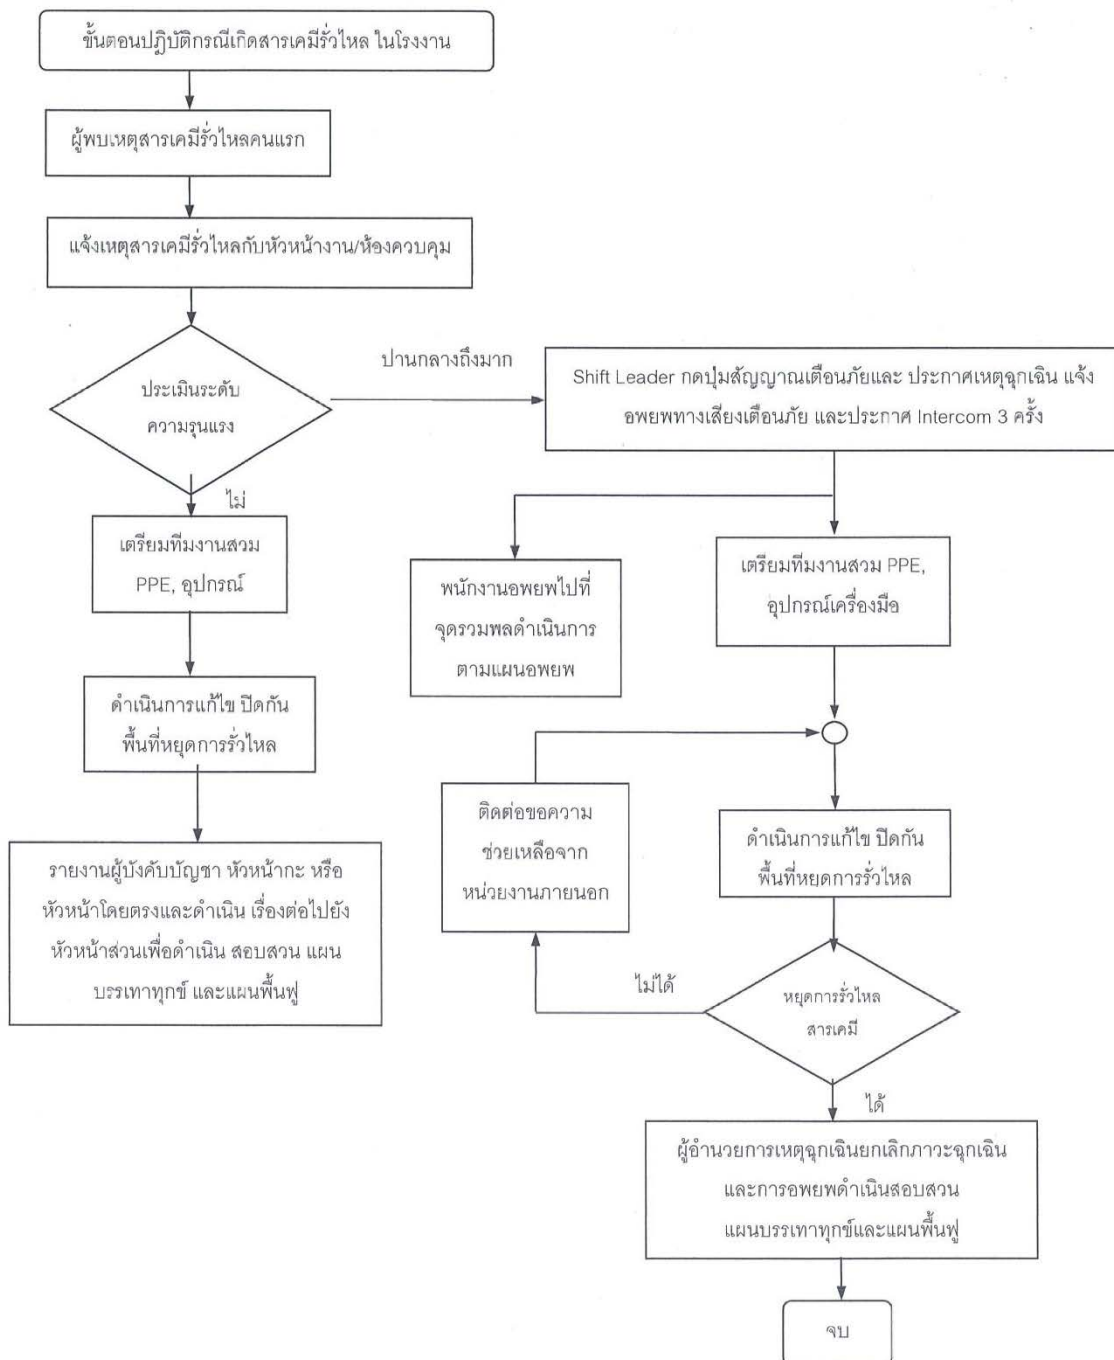 ขั้นตอนปฏิบัติกรณีเกิดสารเคมีรั่วไหล ในโรงงาน
ผู้พบเหตุสารเคมีรั่วไหลคนแรก
แจ้งเหตุสารเคมีรั่วไหลกับหัวหน้างาน/ห้องควบคุม
ประเมินระดับ
ความรุนแรง
ปานกลางถึงมาก
Shift Leader กดปุ่มสัญญาณเตือนภัยและ ประกาศเหตุฉุกเฉิน แจ้ง
อพยพทางเสียงเตือนภัย และประกาศ Intercom 3 ครั้ง
ไม่
เตรียมทีมงานสวม
PPE, อุปกรณ์
ดำเนินการแก้ไข ปิดกัน
พื้นที่หยุดการรั่วไหล
รายงานผู้บังคับบัญชา หัวหน้ากะ หรือ
หัวหน้าโดยตรงและดำเนิน เรื่องต่อไปยัง
หัวหน้าส่วนเพื่อดำเนิน สอบสวน แผน
บรรเทาทุกข์ และแผนพื้นฟู
พนักงานอพยพไปที่
จุดรวมพลดำเนินการ
ตามแผนอพยพ
เตรียมทีมงานสวม PPE,
อุปกรณ์เครื่องมือ
ติดต่อขอความ
ช่วยเหลือจาก
หน่วยงานภายนอก
ดำเนินการแก้ไข ปิดกัน
พื้นที่หยุดการรั่วไหล
ไม่ได้
หยุดการรั่วไหล
สารเคมี
ได้
ผู้อำนวยการเหตุฉุกเฉินยกเลิกภาวะฉุกเฉิน
และการอพยพดำเนินสอบสวน
แผนบรรเทาทุกข์และแผนพื้นฟู
จบ